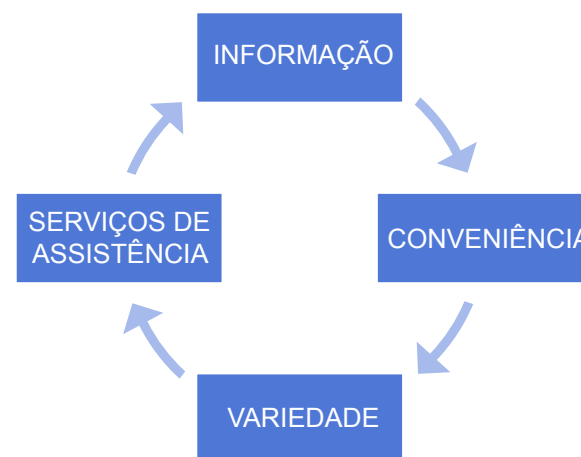 INFORMAÇÃO
SERVIÇOS DE
ASSISTÊNCIA
CONVENIÊNCIA
VARIEDADE